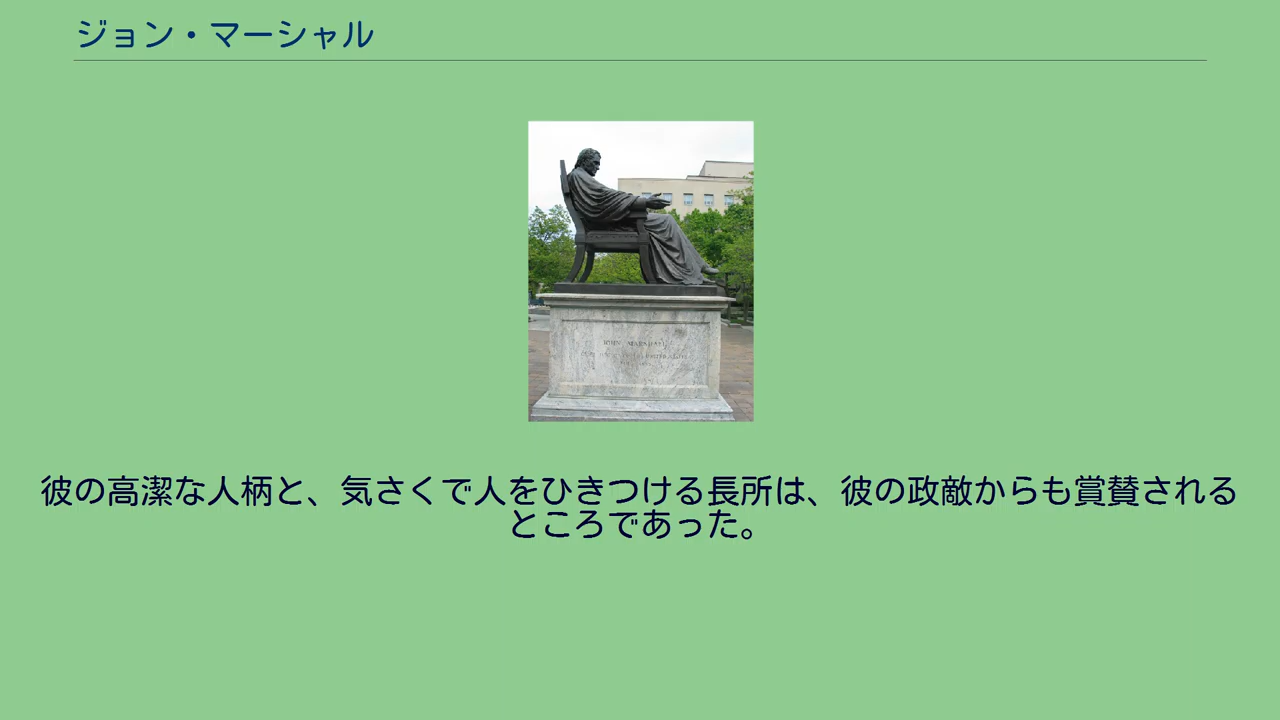 ジョン・マーシャル
JOHN MARSHALL
彼の高潔な人柄と、気さくで人をひきつける長所は、彼の政敵からも賞賛される
ところであった。